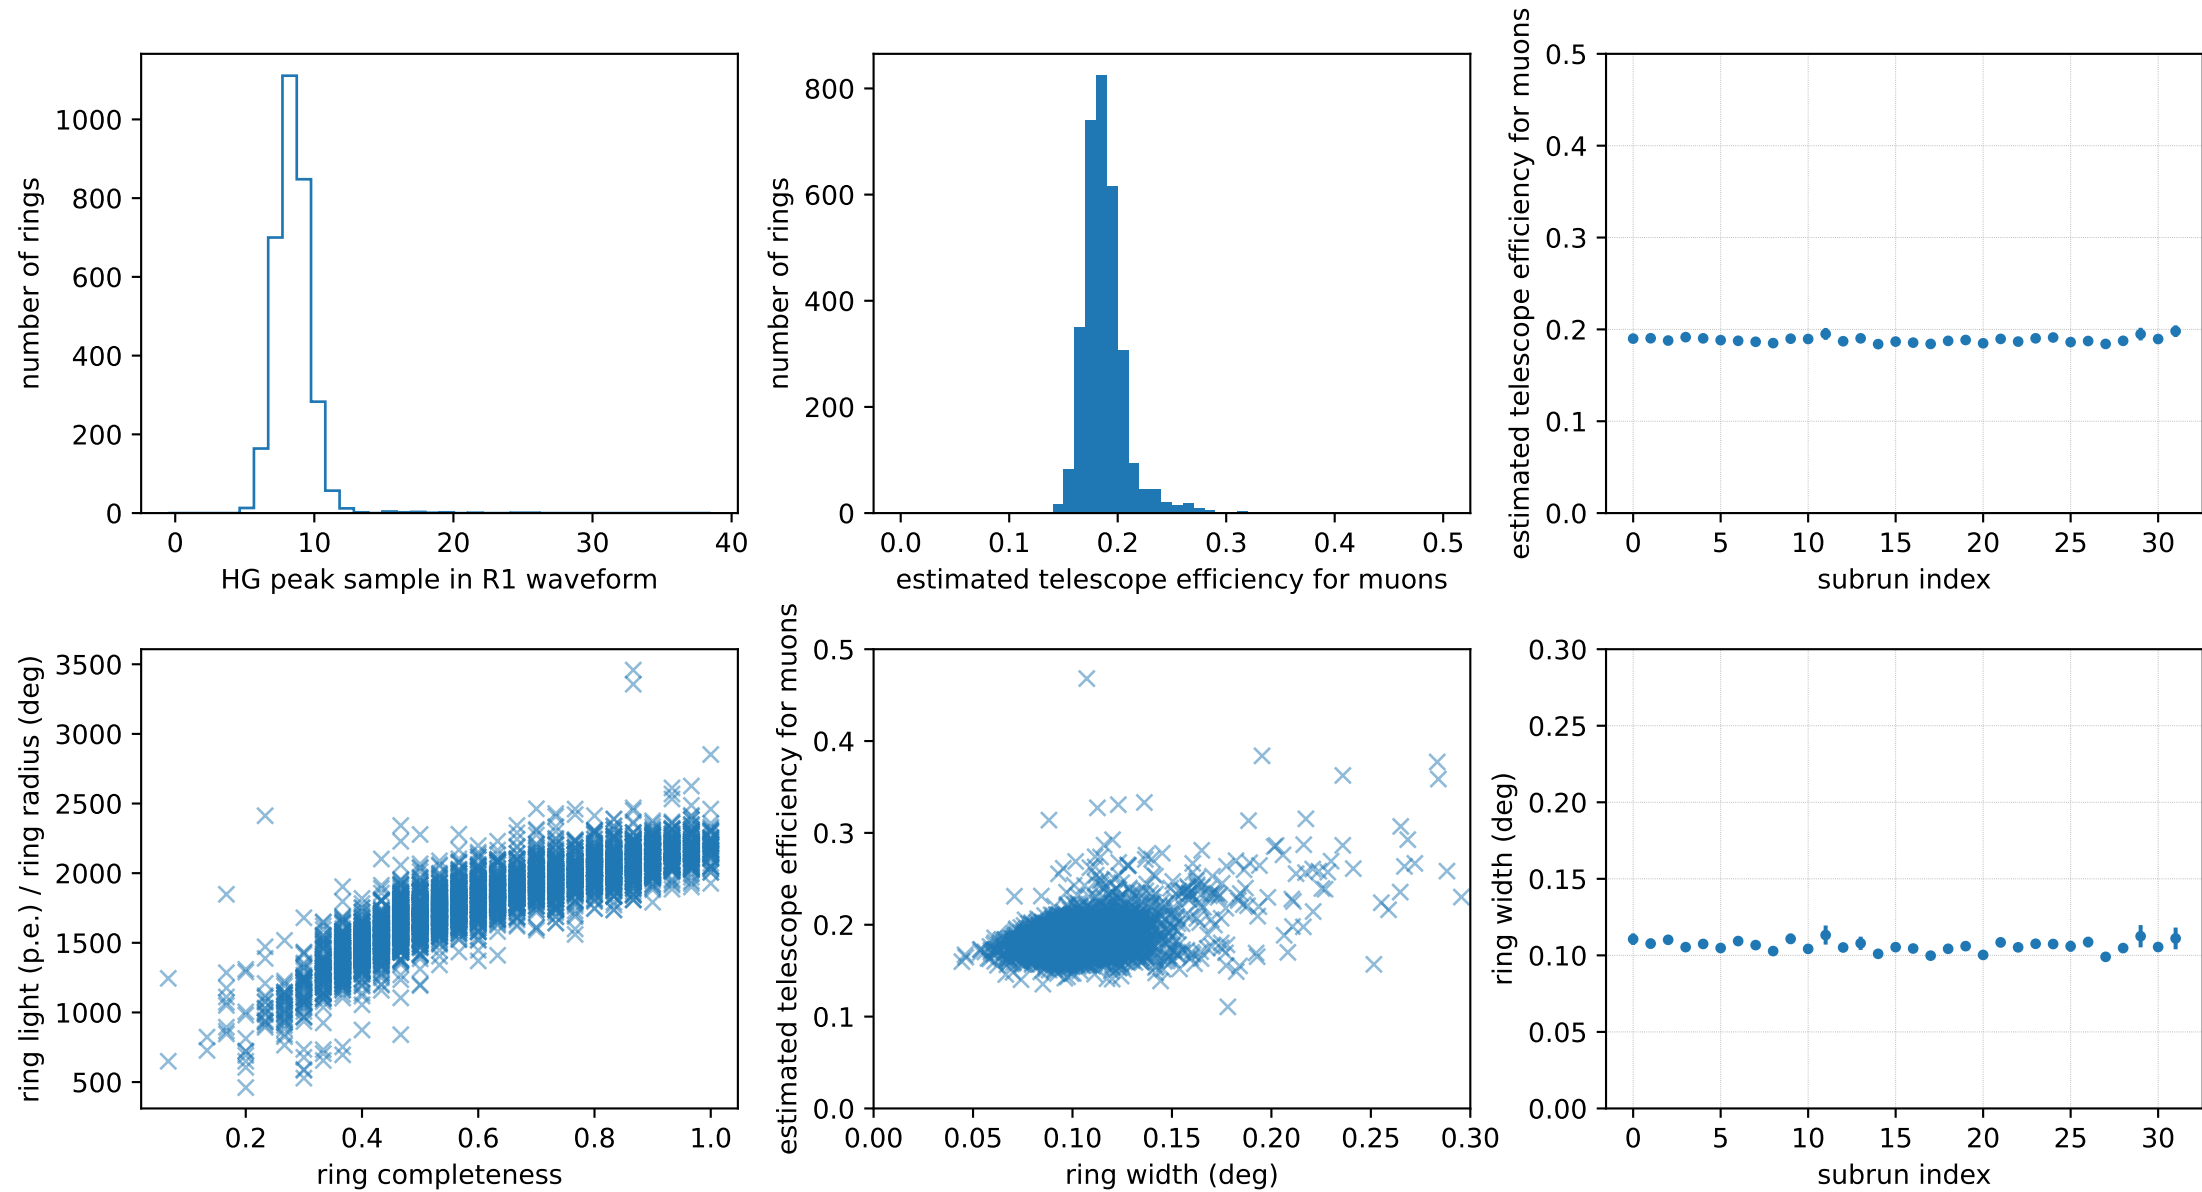 number of rings
1000
800
600
400
200
0
0 10 20 30 40
HG peak sample in R1 waveform
number of rings
800
600
400
200
0
0.0 0.1 0.2 0.3 0.4 0.5
estimated telescope efficiency for muons
estimated telescope efficiency for muons
0.5
0.4
0.3
0.2
0.1
0.0
0 5 10 15 20 25 30
subrun index
ring light (p.e.) / ring radius (deg)
3500
3000
2500
2000
1500
1000
500
0.2 0.4 0.6 0.8 1.0
ring completeness
estimated telescope efficiency for muons
0.5
0.4
0.3
0.2
0.1
0.0
0.00 0.05 0.10 0.15 0.20 0.25 0.30
ring width (deg)
ring width (deg)
0.30
0.25
0.20
0.15
0.10
0.05
0.00
0 5 10 15 20 25 30
subrun index